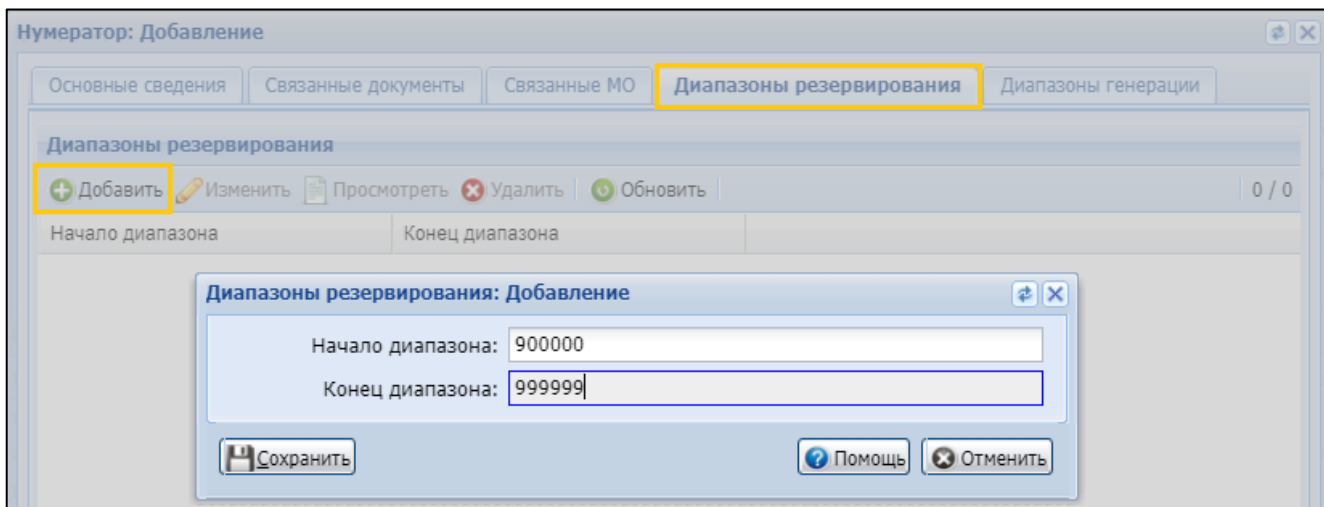 Нумератор: Добавление
Основные сведения Связанные документы Связанные МО Диапазоны резервирования Диапазоны генерации
Диапазоны резервирования
Добавить Изменить Просмотреть Удалить Обновить 0 / 0
Начало диапазона Конец диапазона
Диапазоны резервирования: Добавление
Начало диапазона: 900000
Конец диапазона: 999999
Сохранить Помощь Отменить